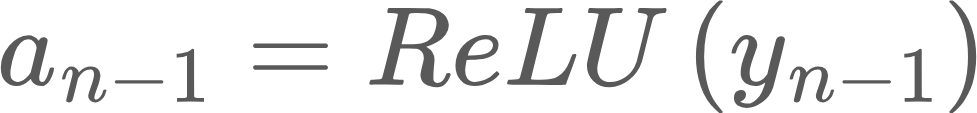 a_{n-1} = ReLU (y_{n-1})